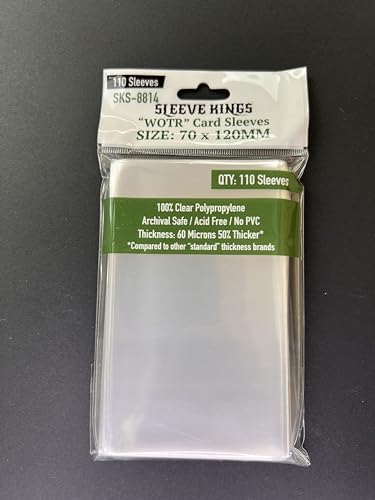 110 Sleeves
SKS-8814
SLEEVE KINGS
"WOTR" Card Sleeves
SIZE: 70 x 120MM
QTY: 110 Sleeves
100% Clear Polypropylene
Archival Safe / Acid Free / No PVC
Thickness: 60 Microns 50% Thicker*
*Compared to other "standard" thickness brands